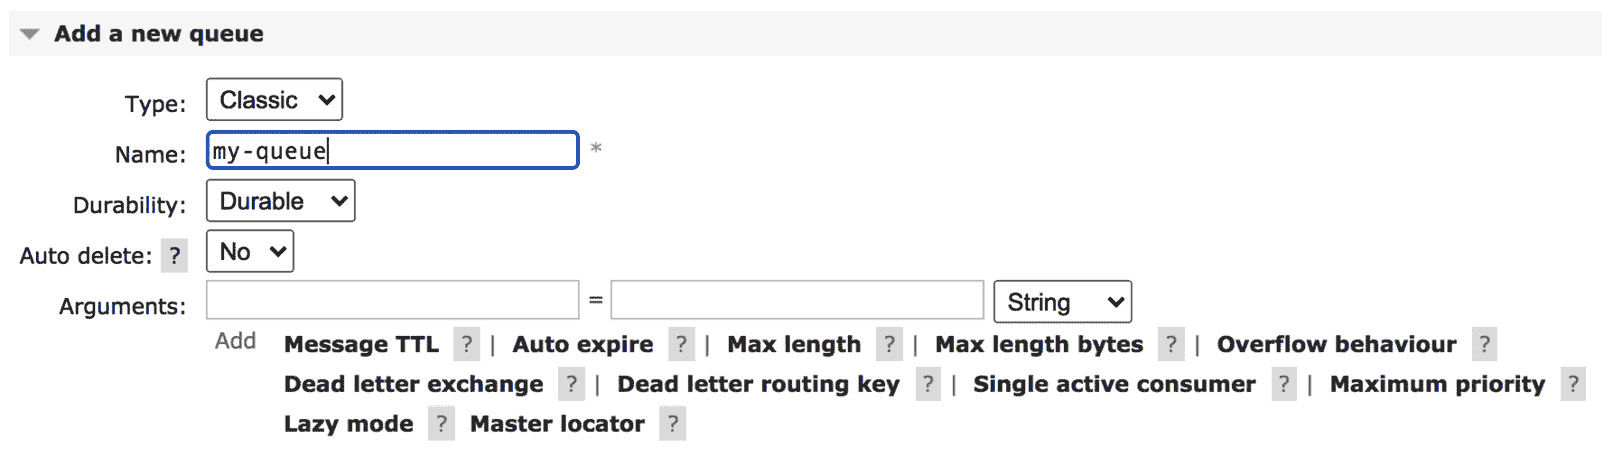 Add a new queue
Type: Classic
Name: my-queue *
Durability: Durable
Auto delete: ? No
Arguments: = String
Add Message TTL ? | Auto expire ? | Max length ? | Max length bytes ? | Overflow behaviour ?
Dead letter exchange ? | Dead letter routing key ? | Single active consumer ? | Maximum priority ?
Lazy mode ? Master locator ?